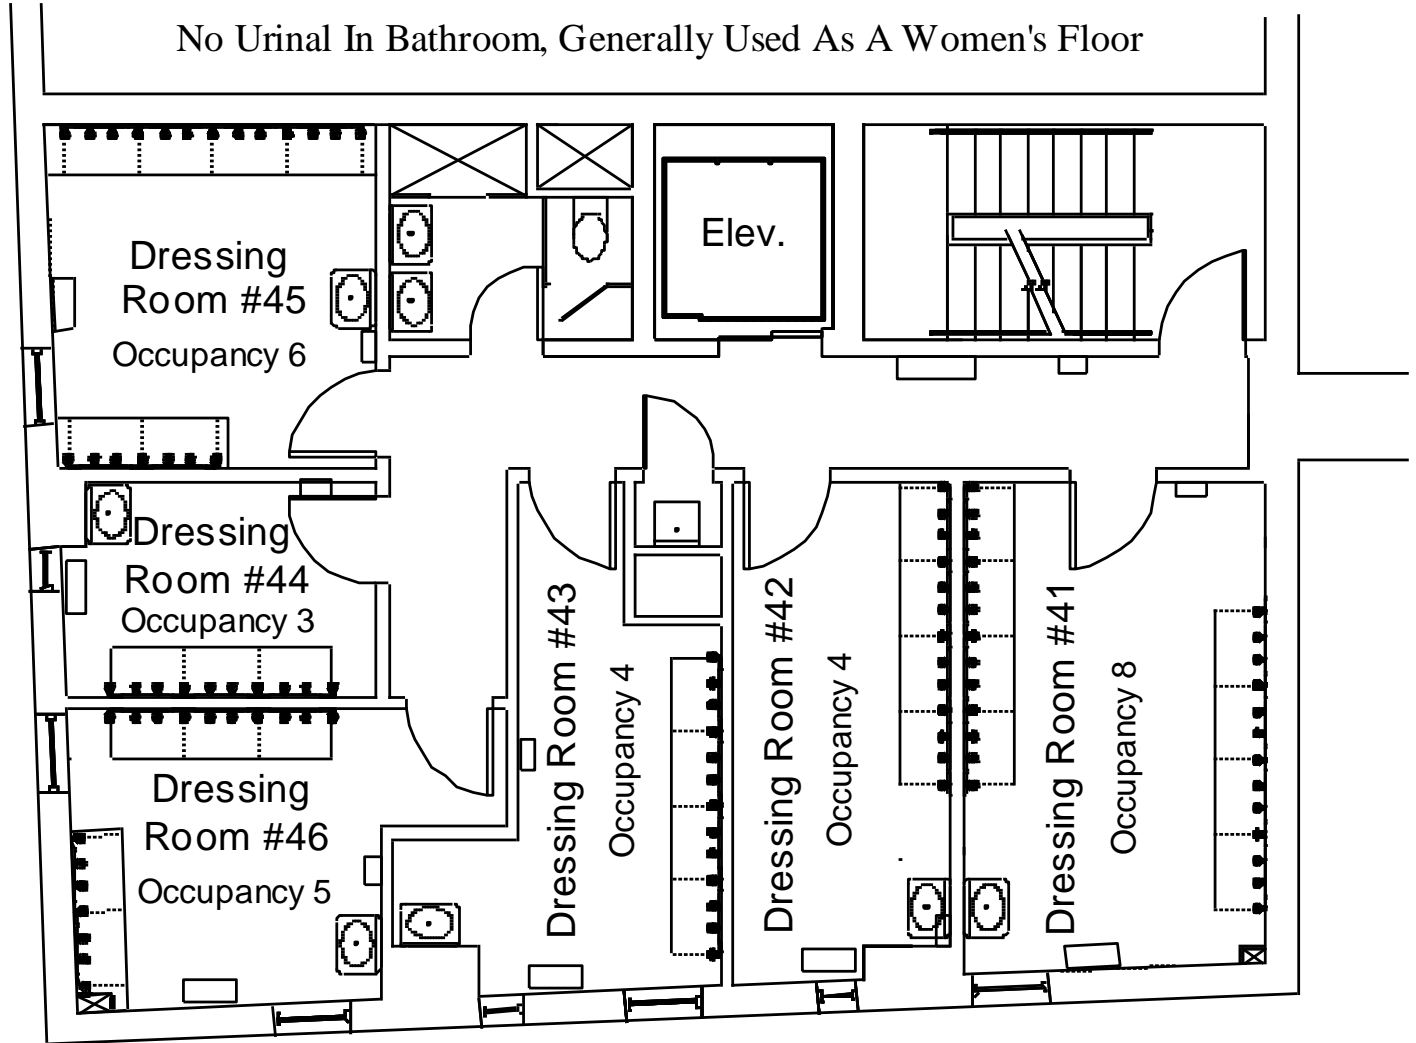 No Urinal In Bathroom, Generally Used As A Women's Floor
Elev.
Dressing
Room #45
Occupancy 6
Dressing
Room #44
Occupancy 3
Dressing
Room #46
Occupancy 5
Dressing Room #43
Occupancy 4
Dressing Room #42
Occupancy 4
Dressing Room #41
Occupancy 8